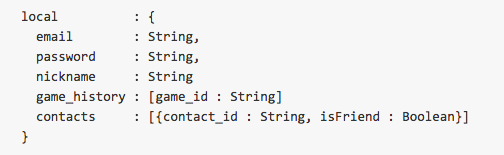 local          : {
  email        : String,
  password     : String,
  nickname     : String
  game_history : [game_id : String]
  contacts     : [{contact_id : String, isFriend : Boolean}]
}